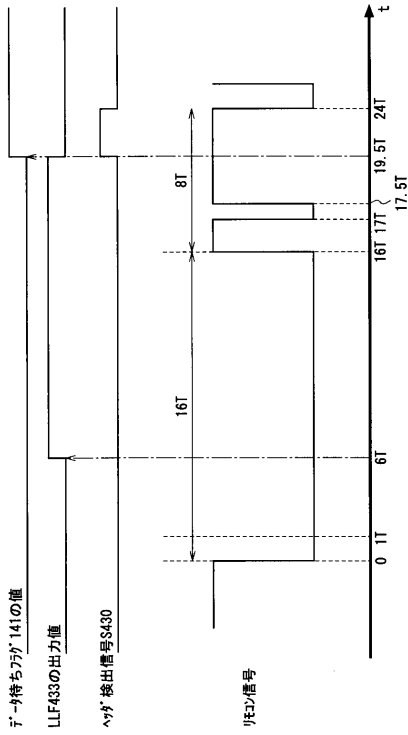 データ待ちフラグ141の値
LLF433の出力値
ヘッダ検出信号S430
リモコン信号
16T
8T
0
1T
6T
16T
17T
17.5T
19.5T
24T
t